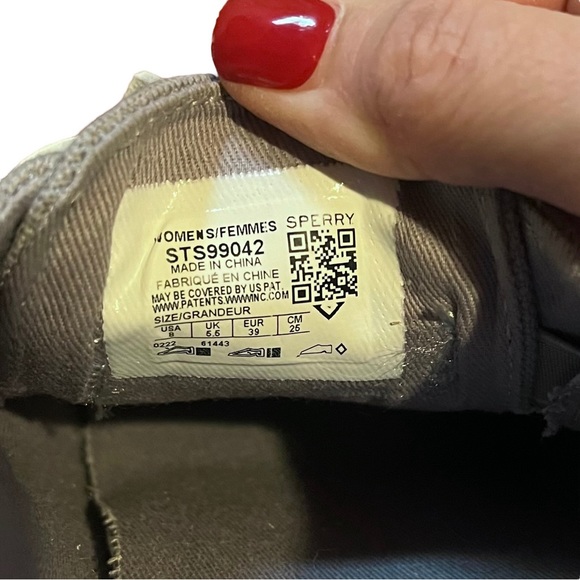 WOMENS/FEMMES SPERRY
STS99042
MADE IN CHINA
FABRIQUÉ EN CHINE
MAY BE COVERED BY US PAT.
WWW.PATENTS.WWWINC.COM
SIZE/GRANDEUR
USA UK EUR CM
8 5.5 39 25
0222 61443